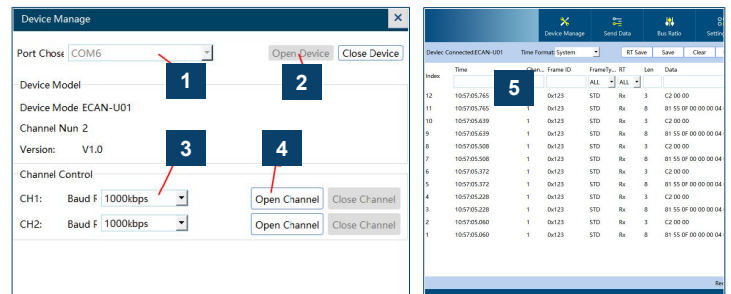 Device Manage
Port Chose COM6 Open Device Close Device
1
2
Device Model
Device Mode ECAN-U01
Channel Nun 2
Version: V1.0
3
4
Channel Control
CH1: Baud F 1000kbps Open Channel Close Channel
CH2: Baud F 1000kbps Open Channel Close Channel
Device Manage Send Data Bus Ratio Setting
Deviec Connected:ECAN-U01 Time Format: System RT Save Save Clear
Index Time Chan... Frame ID FrameTy... RT Len Data
ALL ALL
5
12 10:57:05.765 1 0x123 STD Rx 3 C2 00 00
11 10:57:05.765 1 0x123 STD Rx 8 81 55 0F 00 00 00 04
10 10:57:05.639 1 0x123 STD Rx 3 C2 00 00
9 10:57:05.639 1 0x123 STD Rx 8 81 55 0F 00 00 00 04
8 10:57:05.508 1 0x123 STD Rx 3 C2 00 00
7 10:57:05.508 1 0x123 STD Rx 8 81 55 0F 00 00 00 04
6 10:57:05.372 1 0x123 STD Rx 3 C2 00 00
5 10:57:05.372 1 0x123 STD Rx 8 81 55 0F 00 00 00 04
4 10:57:05.228 1 0x123 STD Rx 3 C2 00 00
3 10:57:05.228 1 0x123 STD Rx 8 81 55 0F 00 00 00 04
2 10:57:05.060 1 0x123 STD Rx 3 C2 00 00
1 10:57:05.060 1 0x123 STD Rx 8 81 55 0F 00 00 00 04
Rec